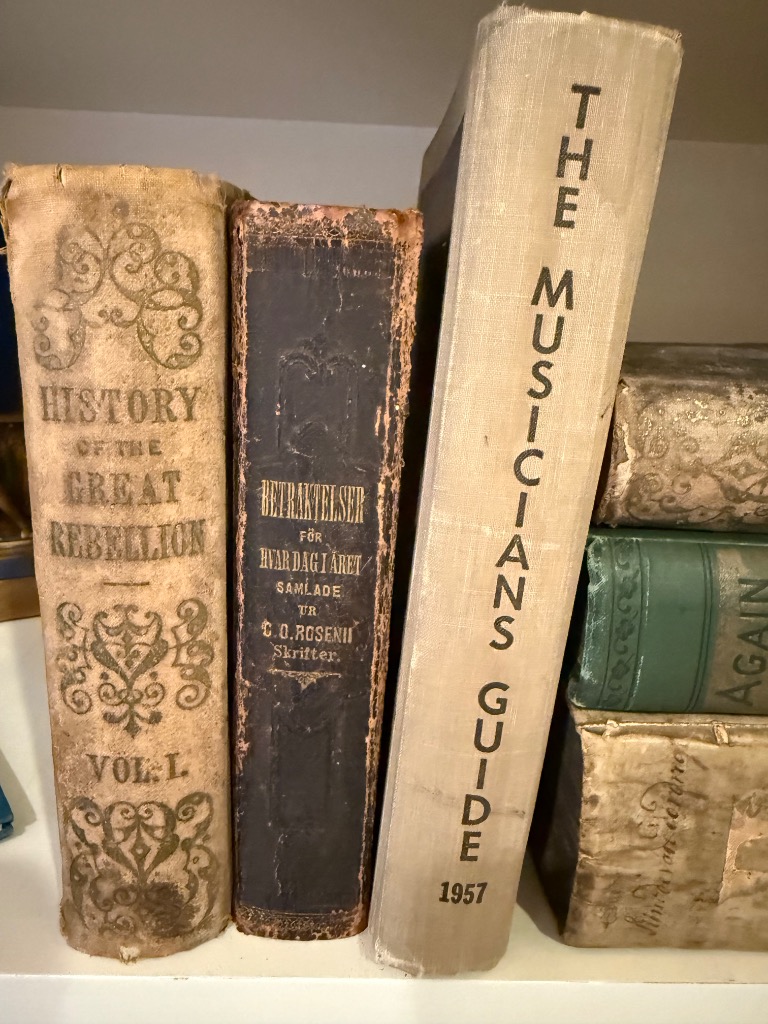 HISTORY
OF THE
GREAT
REBELLION
VOL. I.
BETRAKTELSER
FÖR
HVAR DAG I ÅRET
SAMLADE
UR
C. O. ROSENII
Skrifter.
THE MUSICIANS GUIDE
1957
AGAIN